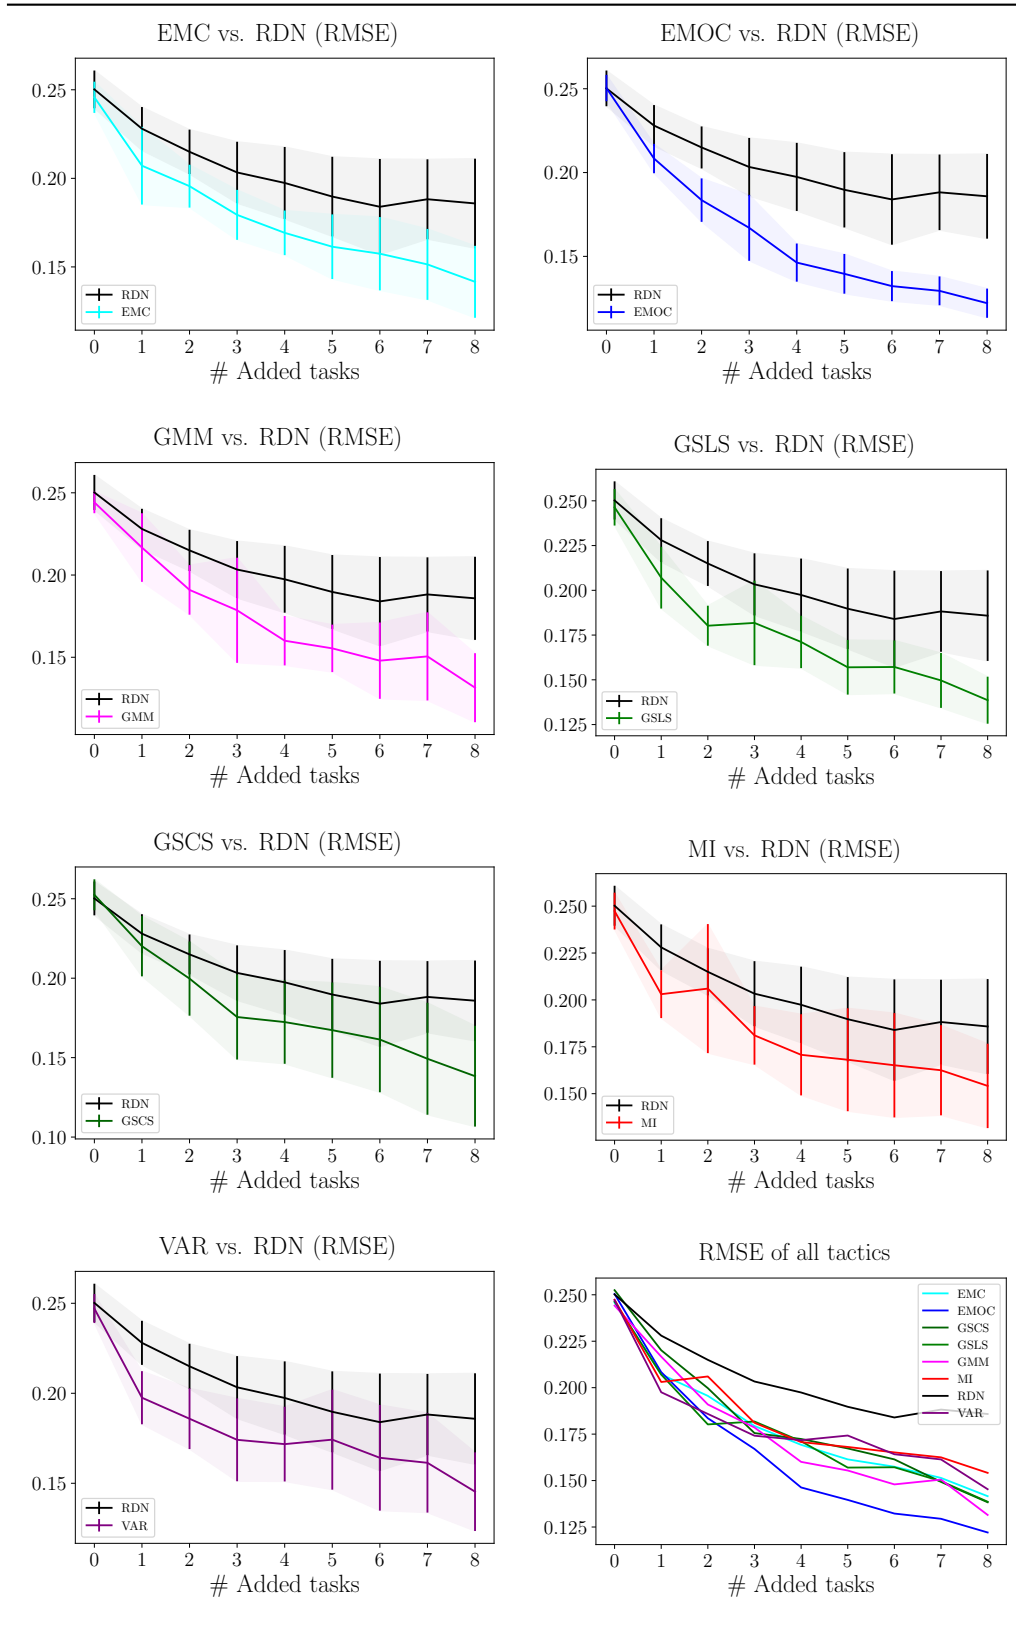 EMC vs. RDN (RMSE)
0.25
0.20
0.15
RDN
EMC
0 1 2 3 4 5 6 7 8
# Added tasks
EMOC vs. RDN (RMSE)
0.25
0.20
0.15
RDN
EMOC
0 1 2 3 4 5 6 7 8
# Added tasks
GMM vs. RDN (RMSE)
0.25
0.20
0.15
RDN
GMM
0 1 2 3 4 5 6 7 8
# Added tasks
GSLS vs. RDN (RMSE)
0.250
0.225
0.200
0.175
0.150
0.125
RDN
GSLS
0 1 2 3 4 5 6 7 8
# Added tasks
GSCS vs. RDN (RMSE)
0.25
0.20
0.15
0.10
RDN
GSCS
0 1 2 3 4 5 6 7 8
# Added tasks
MI vs. RDN (RMSE)
0.250
0.225
0.200
0.175
0.150
RDN
MI
0 1 2 3 4 5 6 7 8
# Added tasks
VAR vs. RDN (RMSE)
0.25
0.20
0.15
RDN
VAR
0 1 2 3 4 5 6 7 8
# Added tasks
RMSE of all tactics
0.250
0.225
0.200
0.175
0.150
0.125
EMC
EMOC
GSCS
GSLS
GMM
MI
RDN
VAR
0 1 2 3 4 5 6 7 8
# Added tasks